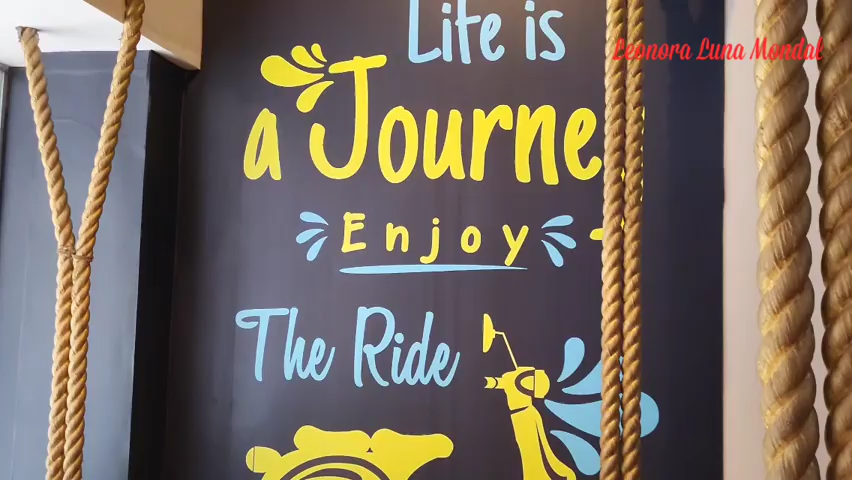 Life is
Leonora Luna Mondal
a Journe
Enjoy
The Ride